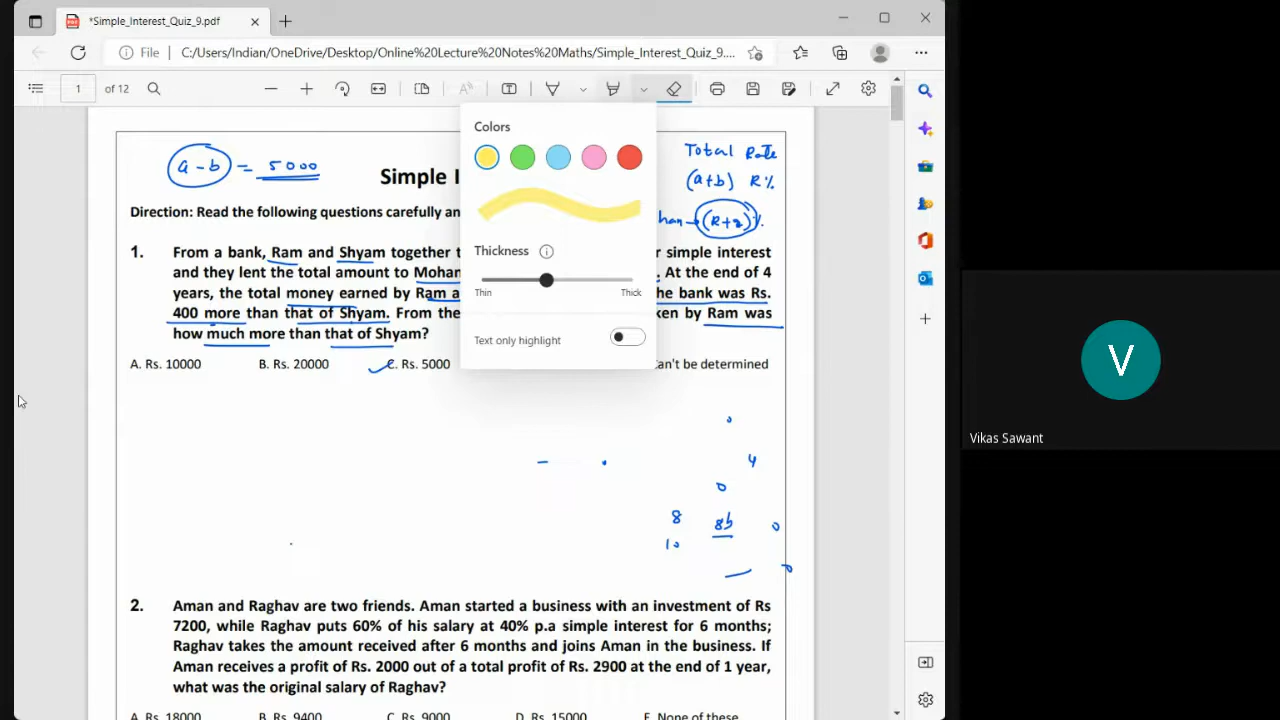 *Simple_Interest_Quiz_9.pdf
File
C:/Users/Indian/OneDrive/Desktop/Online%20Lecture%20Notes%20Maths/Simple_Interest_Quiz_9....
1 of 12
Colors
Thickness
Thin Thick
Text only highlight
a-b = 5000
Total Rate
(a+b) R%
(R+2)%
Simple I
Direction: Read the following questions carefully an
1. From a bank, Ram and Shyam together t r simple interest
and they lent the total amount to Mohan . At the end of 4
years, the total money earned by Ram a he bank was Rs.
400 more than that of Shyam. From the ken by Ram was
how much more than that of Shyam?
A. Rs. 10000 B. Rs. 20000 C. Rs. 5000 an't be determined
4
8 8b
10
2. Aman and Raghav are two friends. Aman started a business with an investment of Rs
7200, while Raghav puts 60% of his salary at 40% p.a simple interest for 6 months;
Raghav takes the amount received after 6 months and joins Aman in the business. If
Aman receives a profit of Rs. 2000 out of a total profit of Rs. 2900 at the end of 1 year,
what was the original salary of Raghav?
A. Rs. 18000 B. Rs. 9400 C. Rs. 9000 D. Rs. 15000 E. None of these
V
Vikas Sawant